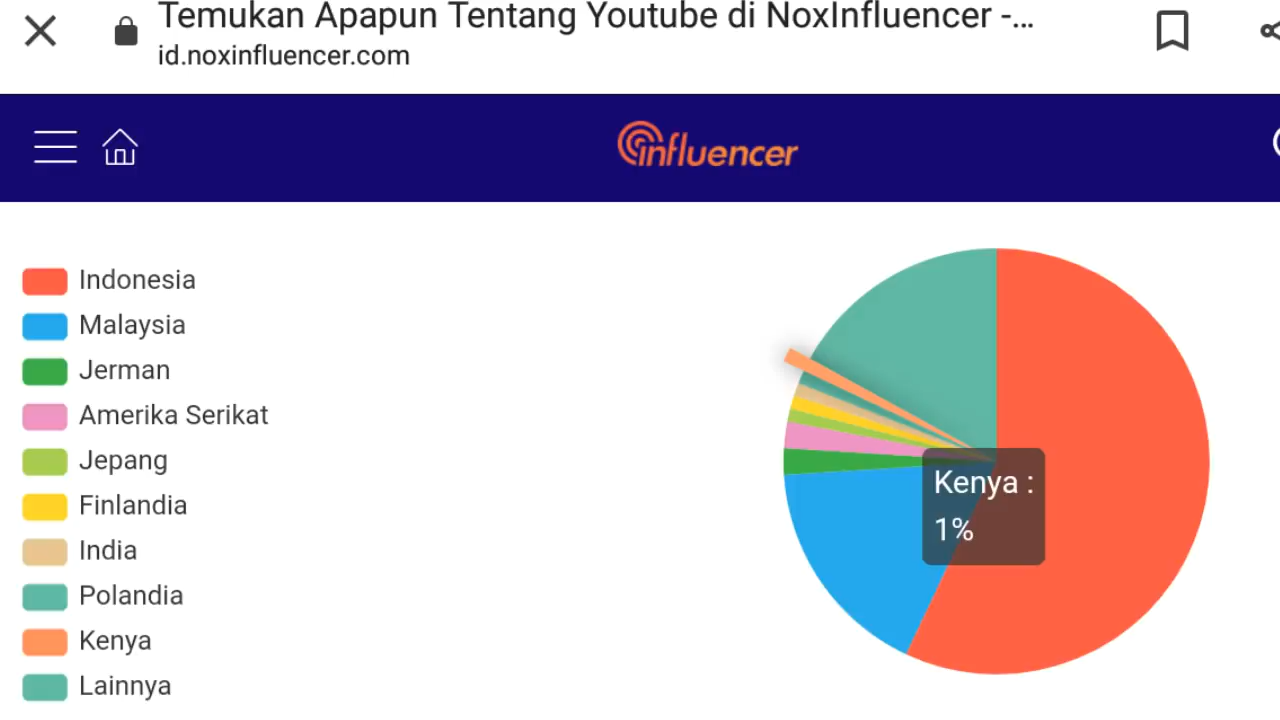 Temukan Apapun Tentang Youtube di NoxInfluencer -...
id.noxinfluencer.com
influencer
Indonesia
Malaysia
Jerman
Amerika Serikat
Jepang
Finlandia
India
Polandia
Kenya
Lainnya
Kenya :
1%